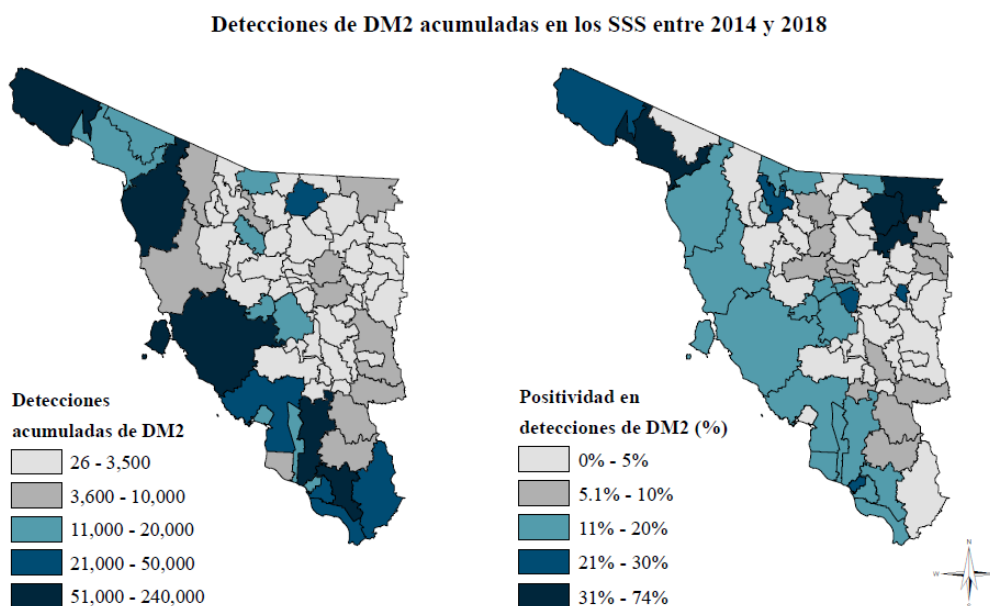 Detecciones de DM2 acumuladas en los SSS entre 2014 y 2018
Detecciones
acumuladas de DM2
26 - 3,500
3,600 - 10,000
11,000 - 20,000
21,000 - 50,000
51,000 - 240,000
Positividad en
detecciones de DM2 (%)
0% - 5%
5.1% - 10%
11% - 20%
21% - 30%
31% - 74%
N
W
E
S